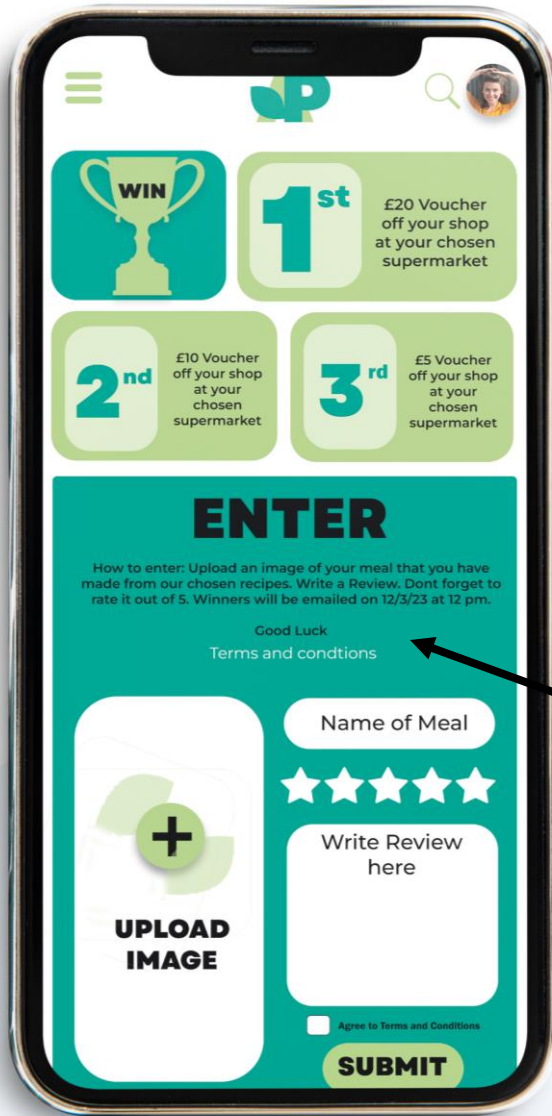 P
WIN
1st
£20 Voucher
off your shop
at your chosen
supermarket
2nd
£10 Voucher
off your shop
at your
chosen
supermarket
3rd
£5 Voucher
off your shop
at your
chosen
supermarket
ENTER
How to enter: Upload an image of your meal that you have
made from our chosen recipes. Write a Review. Dont forget to
rate it out of 5. Winners will be emailed on 12/3/23 at 12 pm.
Good Luck
Terms and condtions
+
UPLOAD
IMAGE
Name of Meal
Write Review
here
Agree to Terms and Conditions
SUBMIT